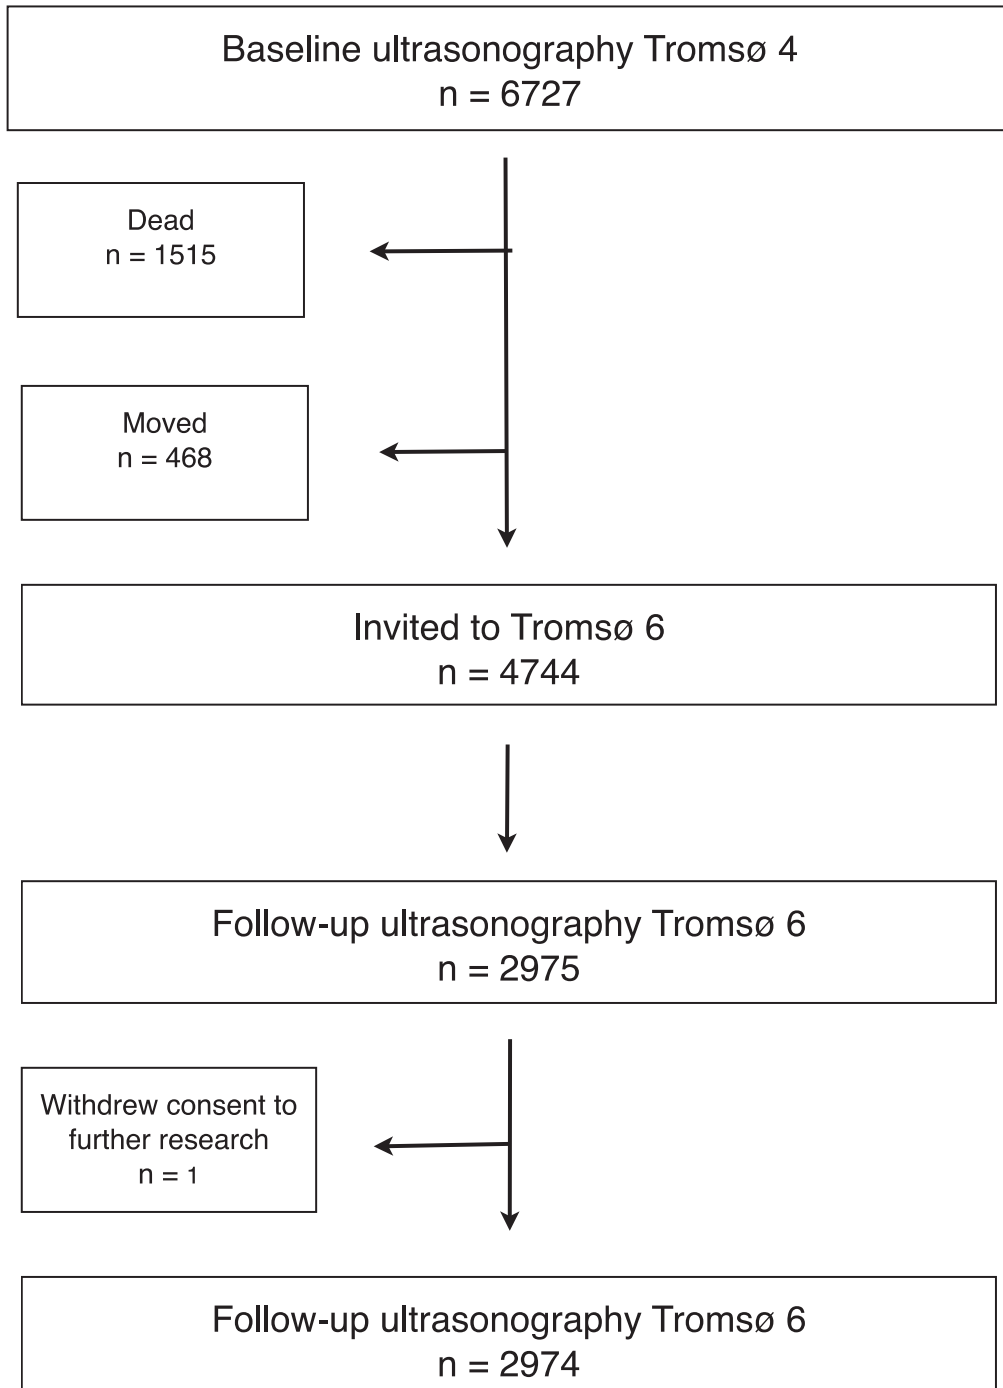 Baseline ultrasonography Tromsø 4
n = 6727
Dead
n = 1515
Moved
n = 468
Invited to Tromsø 6
n = 4744
Follow-up ultrasonography Tromsø 6
n = 2975
Withdrew consent to
further research
n = 1
Follow-up ultrasonography Tromsø 6
n = 2974